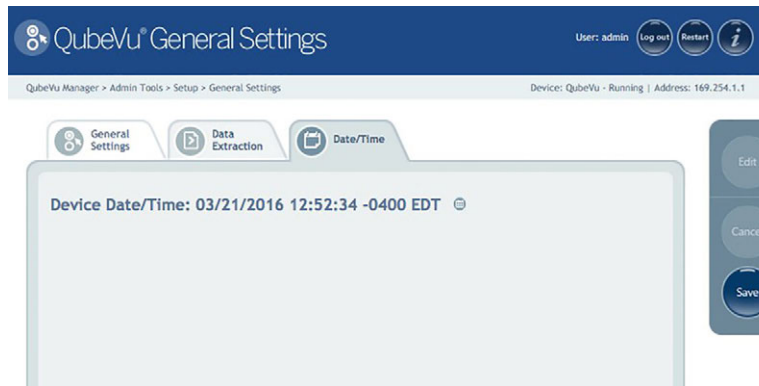 QubeVu® General Settings
User: admin
Log out
Restart
i
QubeVu Manager > Admin Tools > Setup > General Settings
Device: QubeVu - Running | Address: 169.254.1.1
General
Settings
Data
Extraction
Date/Time
Edit
Device Date/Time: 03/21/2016 12:52:34 -0400 EDT
Cance
Save